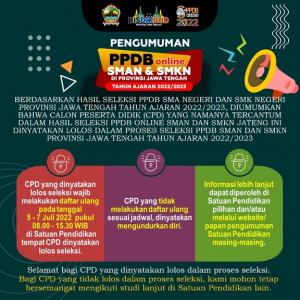 PPDB
2022
PENGUMUMAN
PPDB online
SMAN & SMKN
DI PROVINSI JAWA TENGAH
TAHUN AJARAN 2022/2023
BERDASARKAN HASIL SELEKSI PPDB SMA NEGERI DAN SMK NEGERI
PROVINSI JAWA TENGAH TAHUN AJARAN 2022/2023, DIUMUMKAN
BAHWA CALON PESERTA DIDIK (CPD) YANG NAMANYA TERCANTUM
DALAM HASIL SELEKSI PPDB ONLINE SMAN DAN SMKN JATENG INI
DINYATAKAN LOLOS DALAM PROSES SELEKSI PPDB SMAN DAN SMKN
PROVINSI JAWA TENGAH TAHUN AJARAN 2022/2023
CPD yang dinyatakan
lolos seleksi wajib
melakukan daftar ulang
pada tanggal
5 - 7 Juli 2022 pukul
08.00 - 15.30 WIB
di Satuan Pendidikan
tempat CPD dinyatakan
lolos seleksi.
CPD yang tidak
melakukan daftar ulang
sesuai jadwal, dinyatakan
mengundurkan diri.
Informasi lebih lanjut
dapat diperoleh di
Satuan Pendidikan
pilihan dan/atau
melalui website/
papan pengumuman
Satuan Pendidikan
masing-masing.
Selamat bagi CPD yang dinyatakan lolos dalam proses seleksi.
Bagi CPD yang tidak lolos dalam proses seleksi, kami mohon tetap
bersemangat mengikuti studi lanjut di Satuan Pendidikan lain.